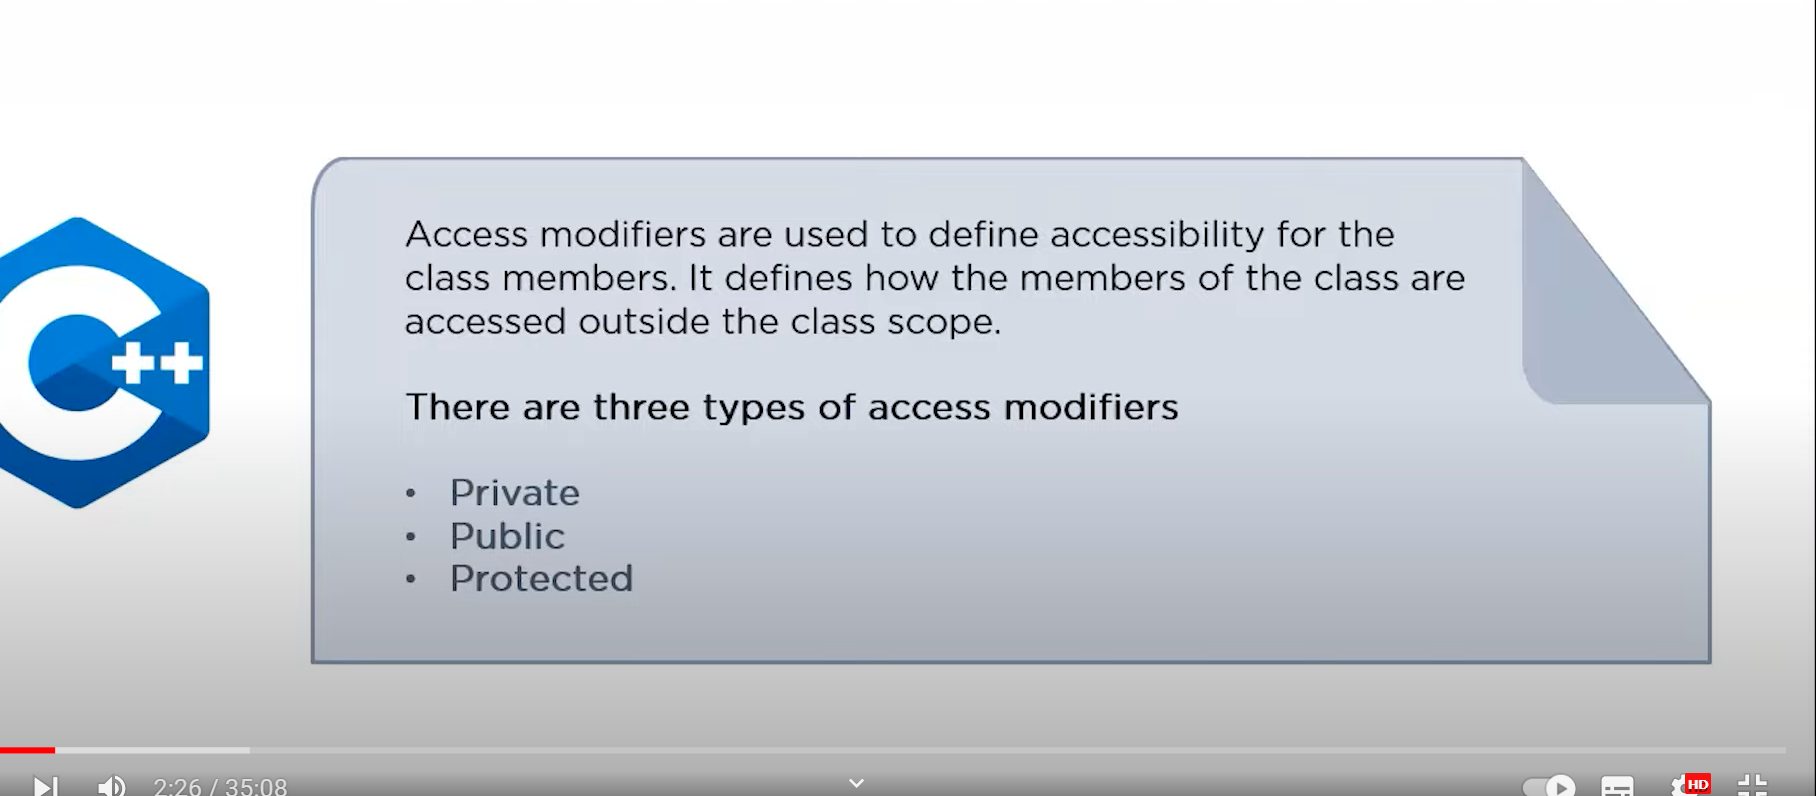 Access modifiers are used to define accessibility for the
class members. It defines how the members of the class are
accessed outside the class scope.
There are three types of access modifiers
• Private
• Public
• Protected
C++
2:26 / 35:08
HD